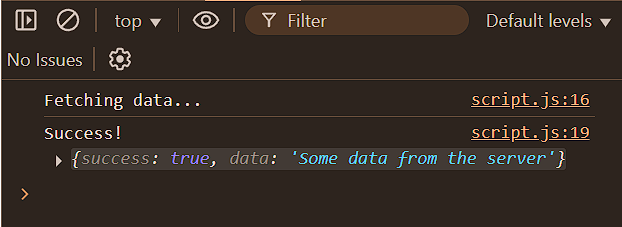 top Filter Default levels
No Issues
Fetching data... script.js:16
Success! script.js:19
{success: true, data: 'Some data from the server'}